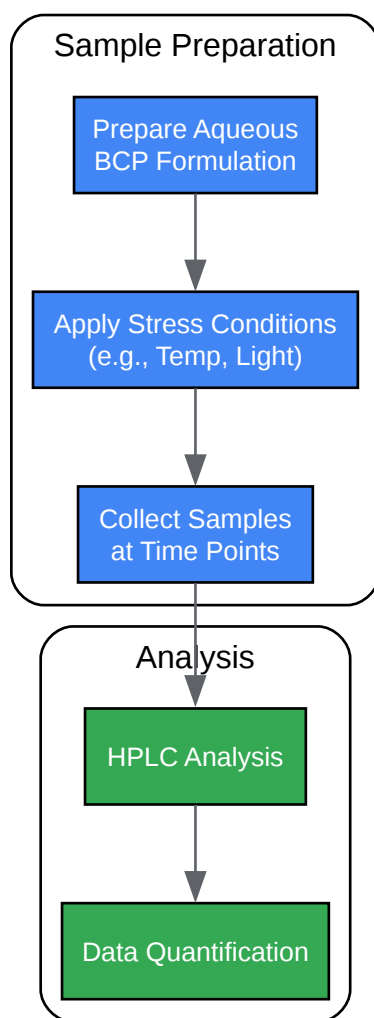 Sample Preparation
Prepare Aqueous
BCP Formulation
Apply Stress Conditions
(e.g., Temp, Light)
Collect Samples
at Time Points
Analysis
HPLC Analysis
Data Quantification